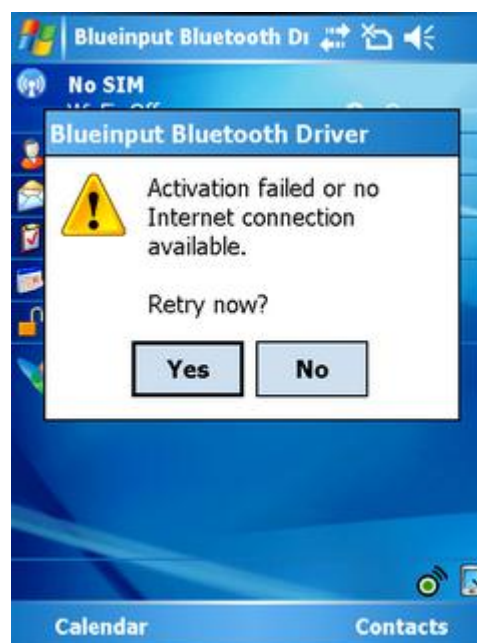 Blueinput Bluetooth Dr
No SIM
Blueinput Bluetooth Driver
Activation failed or no
Internet connection
available.
Retry now?
Yes
No
Calendar
Contacts